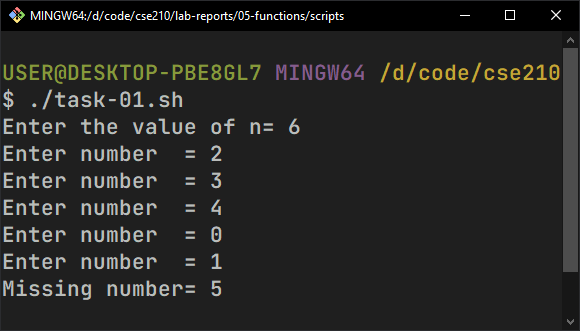 MINGW64:/d/code/cse210/lab-reports/05-functions/scripts
USER@DESKTOP-PBE8GL7 MINGW64 /d/code/cse210
$ ./task-01.sh
Enter the value of n= 6
Enter number  = 2
Enter number  = 3
Enter number  = 4
Enter number  = 0
Enter number  = 1
Missing number= 5